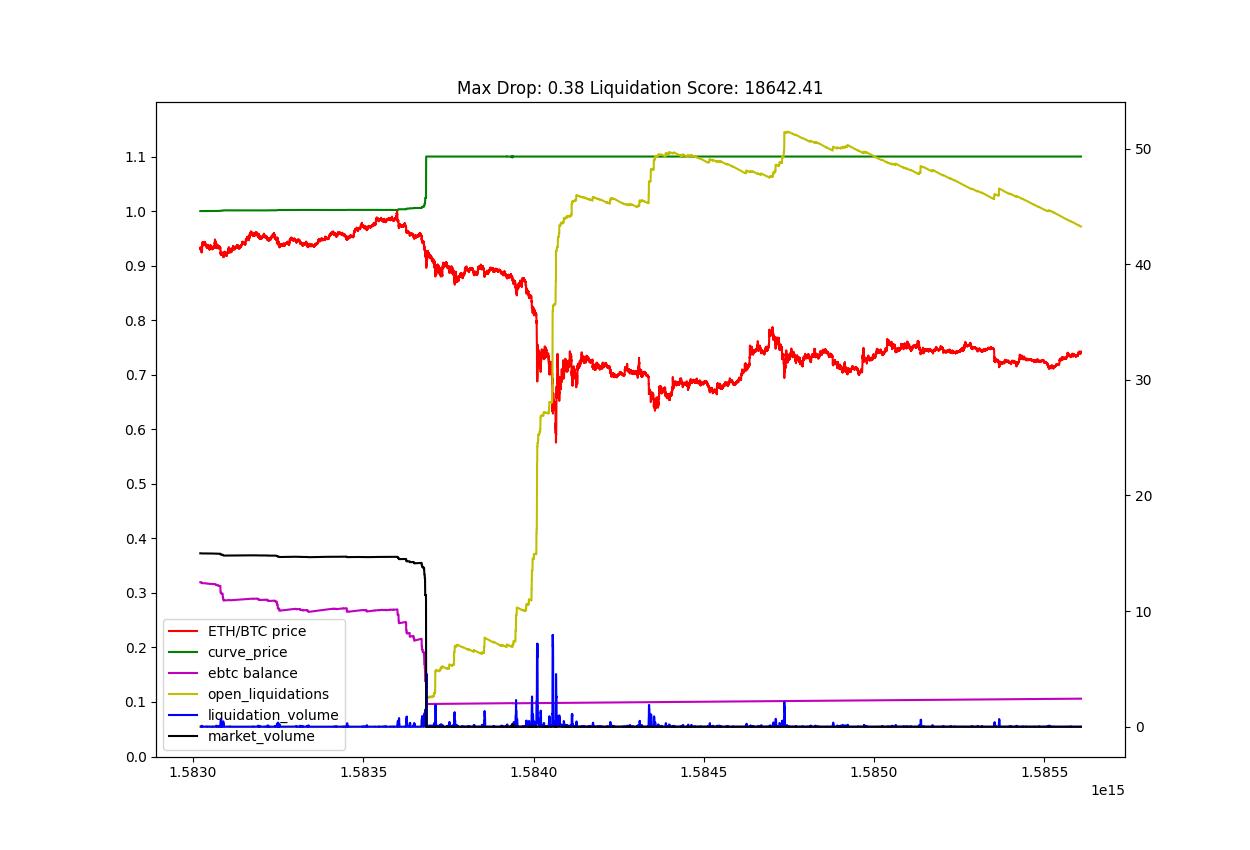 Max Drop: 0.38 Liquidation Score: 18642.41
1.1
1.0
0.9
0.8
0.7
0.6
0.5
0.4
0.3
0.2
0.1
0.0
50
40
30
20
10
0
ETH/BTC price
curve_price
ebtc balance
open_liquidations
liquidation_volume
market_volume
1.5830 1.5835 1.5840 1.5845 1.5850 1.5855
1e15